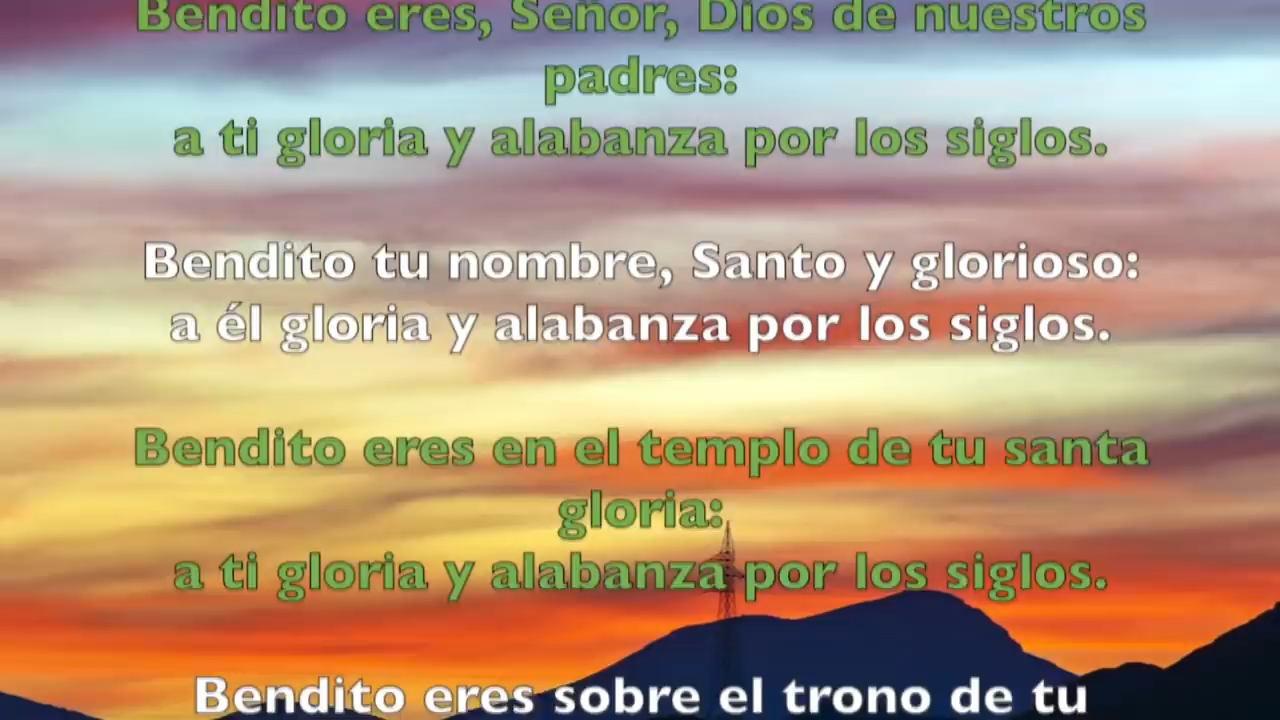 Bendito eres, Señor, Dios de nuestros
padres:
a ti gloria y alabanza por los siglos.
Bendito tu nombre, Santo y glorioso:
a él gloria y alabanza por los siglos.
Bendito eres en el templo de tu santa
gloria:
a ti gloria y alabanza por los siglos.
Bendito eres sobre el trono de tu